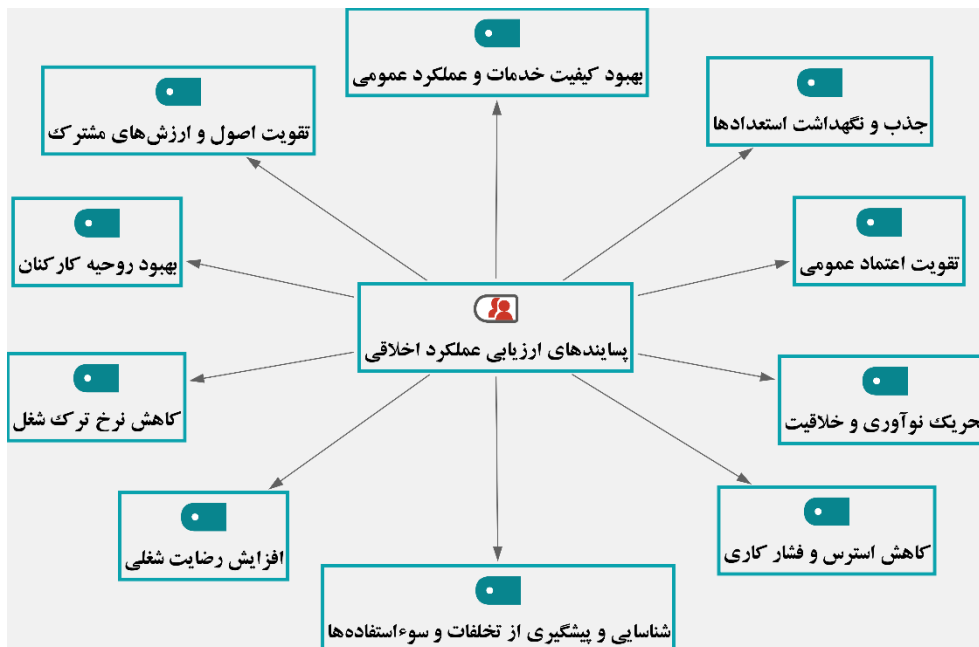 بهبود کیفیت خدمات و عملکرد عمومی
جذب و نگهداشت استعدادها
تقویت اصول و ارزش‌های مشترک
تقویت اعتماد عمومی
بهبود روحیه کارکنان
پسایندهای ارزیابی عملکرد اخلاقی
حریک نوآوری و خلاقیت
کاهش نرخ ترک شغل
کاهش استرس و فشار کاری
افزایش رضایت شغلی
شناسایی و پیشگیری از تخلفات و سوءاستفاده‌ها